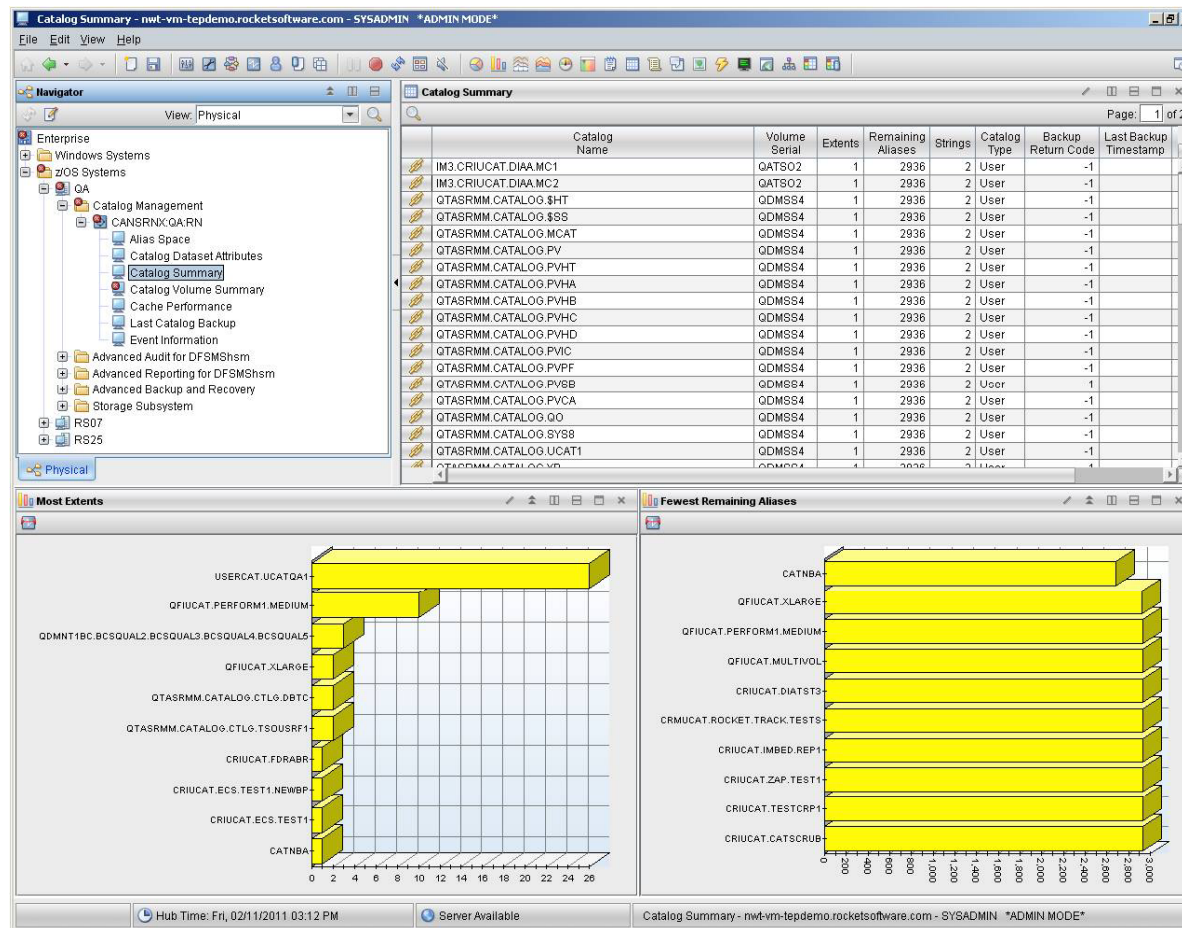 Catalog Summary - nwt-vm-tepdemo.rocketsoftware.com - SYSADMIN *ADMIN MODE*
File Edit View Help
Navigator
View: Physical
Enterprise
Windows Systems
z/OS Systems
QA
Catalog Management
CANSRNX:QA:RN
Alias Space
Catalog Dataset Attributes
Catalog Summary
Catalog Volume Summary
Cache Performance
Last Catalog Backup
Event Information
Advanced Audit for DFSMShsm
Advanced Reporting for DFSMShsm
Advanced Backup and Recovery
Storage Subsystem
RS07
RS25
Physical
Catalog Summary
Page: 1 of 2
Catalog Name Volume Serial Extents Remaining Aliases Strings Catalog Type Backup Return Code Last Backup Timestamp
IM3.CRIUCAT.DIAA.MC1 QATSO2 1 2936 2 User -1
IM3.CRIUCAT.DIAA.MC2 QATSO2 1 2936 2 User -1
QTASRMM.CATALOG.$HT QDMSS4 1 2936 2 User -1
QTASRMM.CATALOG.$SS QDMSS4 1 2936 2 User -1
QTASRMM.CATALOG.MCAT QDMSS4 1 2936 2 User -1
QTASRMM.CATALOG.PV QDMSS4 1 2936 2 User -1
QTASRMM.CATALOG.PVHT QDMSS4 1 2936 2 User -1
QTASRMM.CATALOG.PVHA QDMSS4 1 2936 2 User -1
QTASRMM.CATALOG.PVHB QDMSS4 1 2936 2 User -1
QTASRMM.CATALOG.PVHC QDMSS4 1 2936 2 User -1
QTASRMM.CATALOG.PVHD QDMSS4 1 2936 2 User -1
QTASRMM.CATALOG.PVIC QDMSS4 1 2936 2 User -1
QTASRMM.CATALOG.PVPF QDMSS4 1 2936 2 User -1
QTASRMM.CATALOG.PVSB QDMSS4 1 2936 2 User 1
QTASRMM.CATALOG.PVCA QDMSS4 1 2936 2 User -1
QTASRMM.CATALOG.QO QDMSS4 1 2936 2 User -1
QTASRMM.CATALOG.SYS8 QDMSS4 1 2936 2 User -1
QTASRMM.CATALOG.UCAT1 QDMSS4 1 2936 2 User -1
Most Extents
USERCAT.UCATQA1
QFIUCAT.PERFORM1.MEDIUM
QDMNT1BC.BCSQUAL2.BCSQUAL3.BCSQUAL4.BCSQUAL5
QFIUCAT.XLARGE
QTASRMM.CATALOG.CTLG.DBTC
QTASRMM.CATALOG.CTLG.TSOUSRF1
CRIUCAT.FDRABR
CRIUCAT.ECS.TEST1.NEWBP
CRIUCAT.ECS.TEST1
CATNBA
0 2 4 6 8 10 12 14 16 18 20 22 24 26
Fewest Remaining Aliases
CATNBA
QFIUCAT.XLARGE
QFIUCAT.PERFORM1.MEDIUM
QFIUCAT.MULTIVOL
CRIUCAT.DIATST3
CRMUCAT.ROCKET.TRACK.TESTS
CRIUCAT.IMBED.REP1
CRIUCAT.ZAP.TEST1
CRIUCAT.TESTCRP1
CRIUCAT.CATSCRUB
0 200 400 600 800 1,000 1,200 1,400 1,600 1,800 2,000 2,200 2,400 2,600 2,800 3,000
Hub Time: Fri, 02/11/2011 03:12 PM
Server Available
Catalog Summary - nwt-vm-tepdemo.rocketsoftware.com - SYSADMIN *ADMIN MODE*